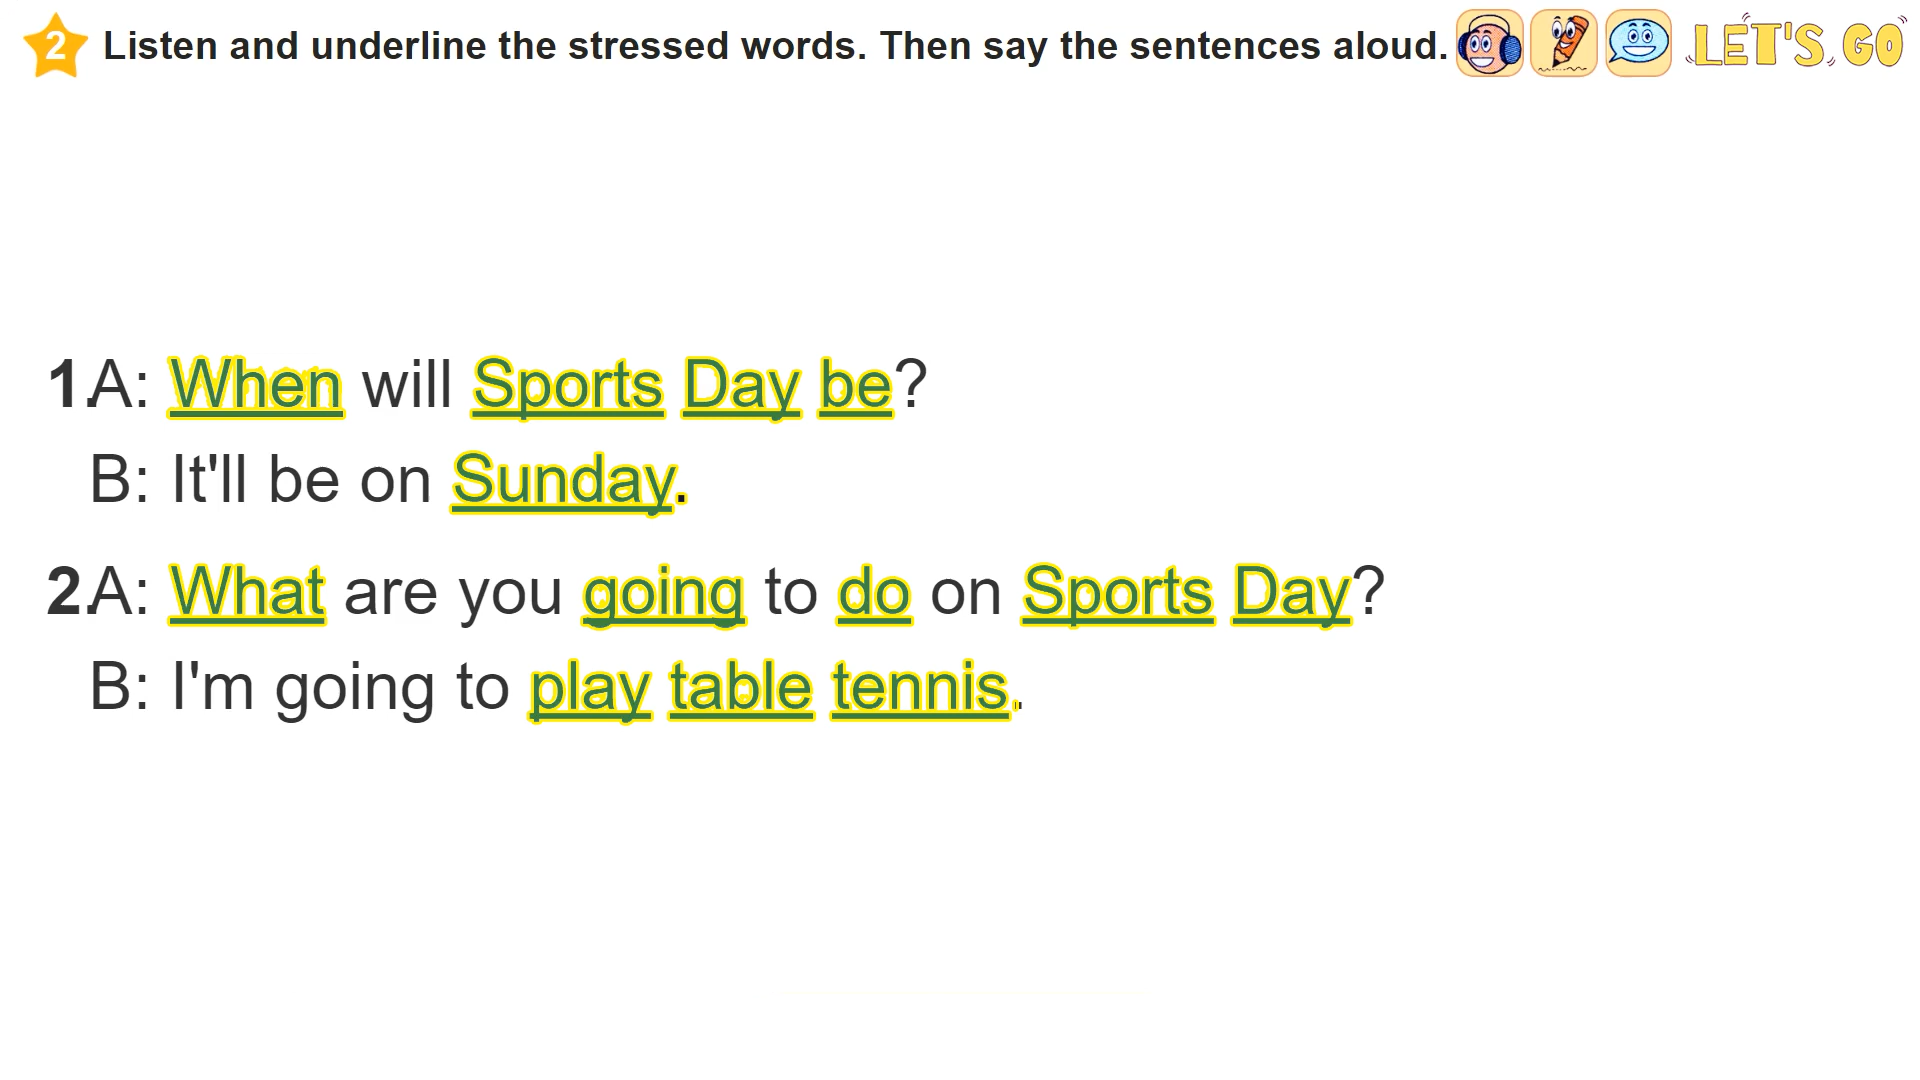 2 Listen and underline the stressed words. Then say the sentences aloud. LET'S GO
1. A: When will Sports Day be?
B: It'll be on Sunday.
2. A: What are you going to do on Sports Day?
B: I'm going to play table tennis.